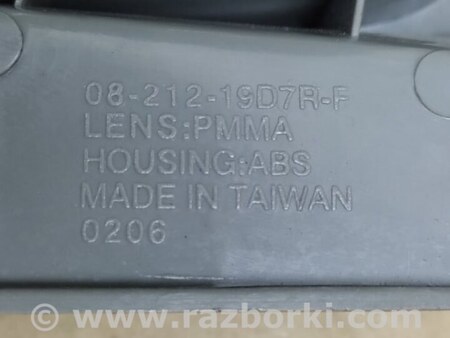 08-212-19D7R-F
LENS:PMMA
HOUSING:ABS
MADE IN TAIWAN
0206
www.razborki.com